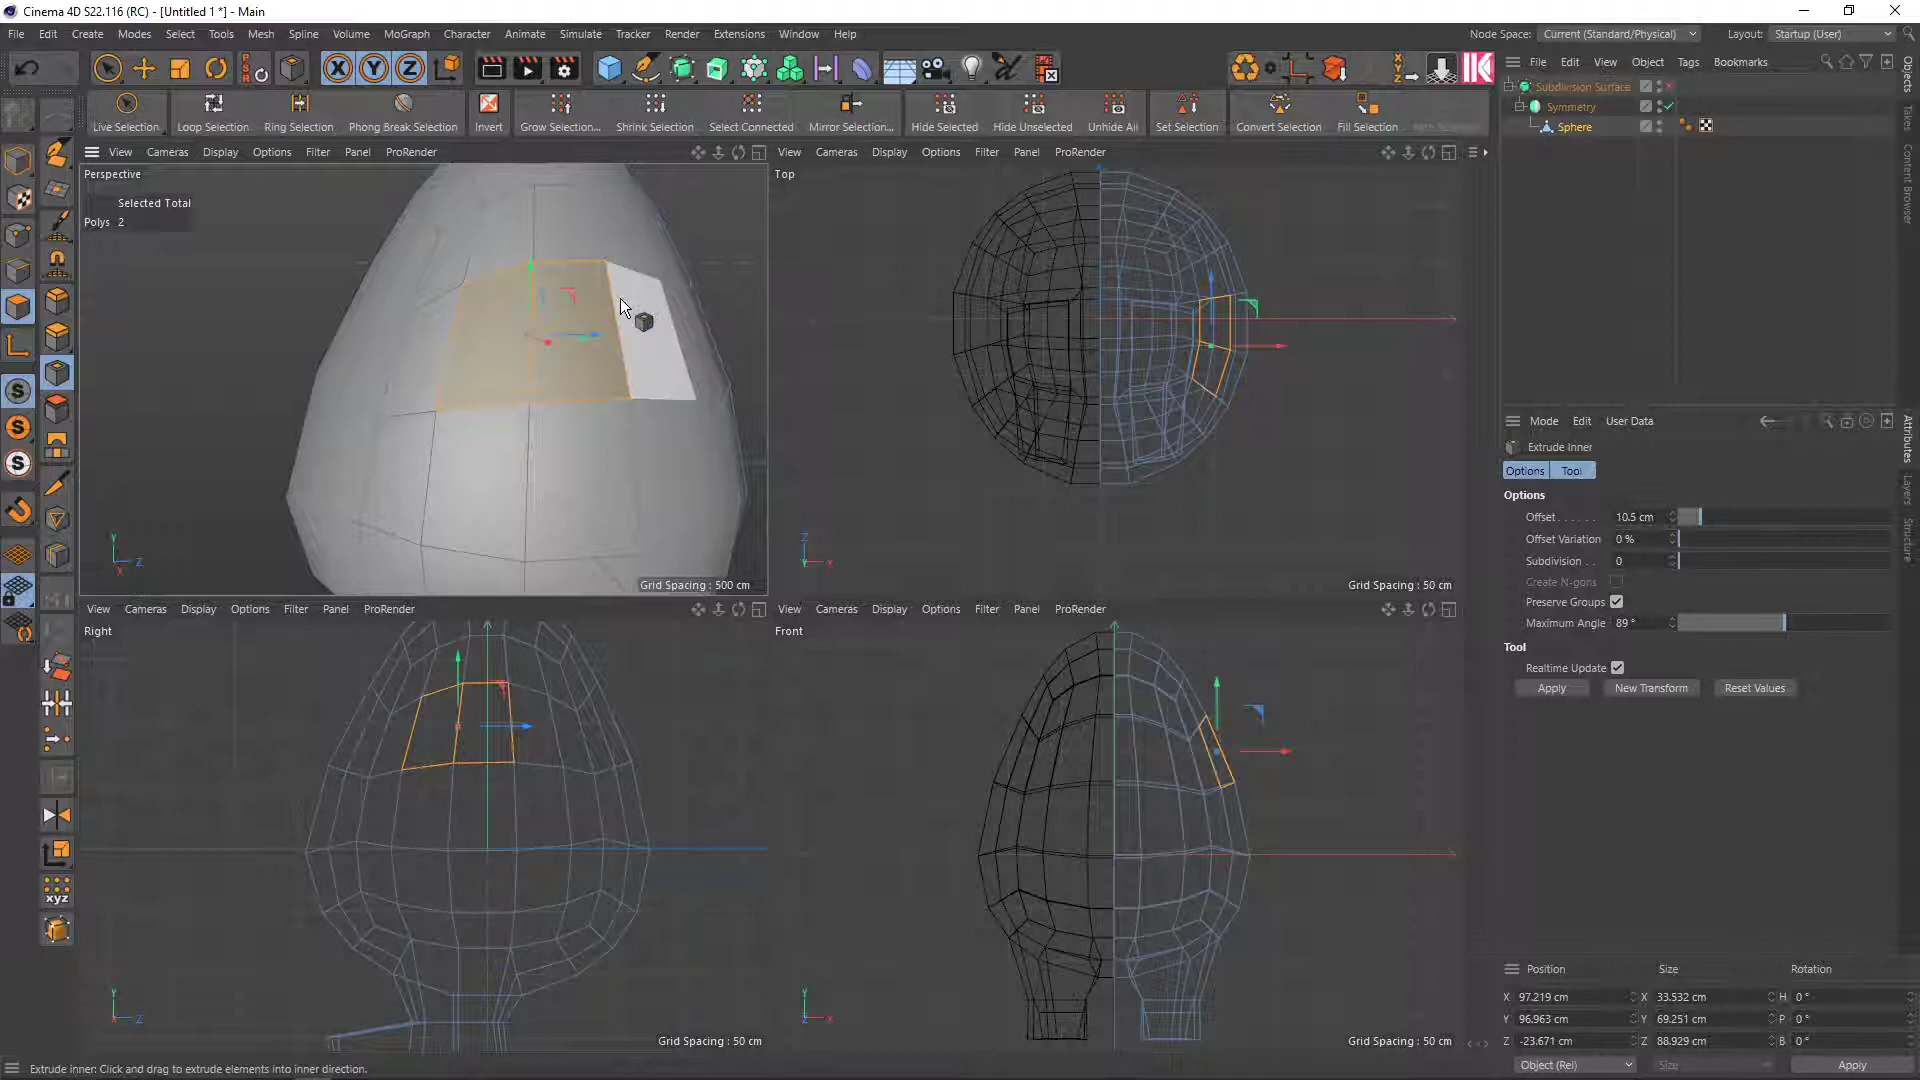 Cinema 4D S22.116 (RC) - [Untitled 1 *] - Main
File Edit Create Modes Select Tools Mesh Spline Volume MoGraph Character Animate Simulate Tracker Render Extensions Window Help
Node Space: Current (Standard/Physical) Layout: Startup (User)
PSR X Y Z XYZ
File Edit View Object Tags Bookmarks
Subdivision Surface
Symmetry
Sphere
Live Selection Loop Selection Ring Selection Phong Break Selection Invert Grow Selection... Shrink Selection Select Connected Mirror Selection... Hide Selected Hide Unselected Unhide All Set Selection Convert Selection Fill Selection
View Cameras Display Options Filter Panel ProRender
Perspective
Selected Total
Polys 2
Grid Spacing : 500 cm
View Cameras Display Options Filter Panel ProRender
Top
Grid Spacing : 50 cm
View Cameras Display Options Filter Panel ProRender
Right
Grid Spacing : 50 cm
View Cameras Display Options Filter Panel ProRender
Front
Grid Spacing : 50 cm
xyz
Objects
Takes
Content Browser
Attributes
Layers
Structure
Mode Edit User Data
Extrude Inner
Options Tool
Options
Offset . . . . . . 10.5 cm
Offset Variation 0 %
Subdivision . . 0
Create N-gons
Preserve Groups
Maximum Angle 89 °
Tool
Realtime Update
Apply New Transform Reset Values
Position Size Rotation
X 97.219 cm X 33.532 cm H 0 °
Y 96.963 cm Y 69.251 cm P 0 °
Z -23.671 cm Z 88.929 cm B 0 °
Object (Rel) Size Apply
Extrude inner: Click and drag to extrude elements into inner direction.